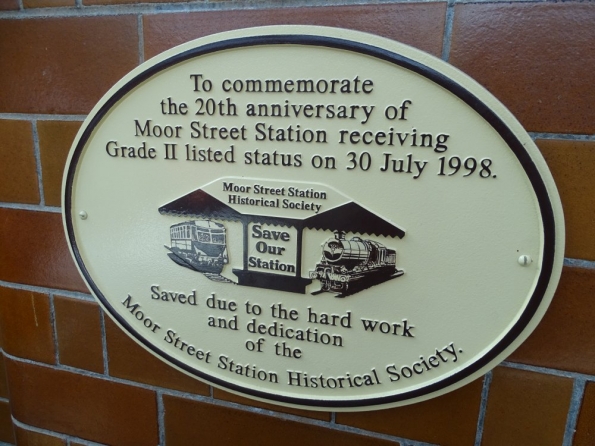 To commemorate
the 20th anniversary of
Moor Street Station receiving
Grade II listed status on 30 July 1998.
Moor Street Station
Historical Society
Save
Our
Station
Saved due to the hard work
and dedication
of the
Moor Street Station Historical Society.